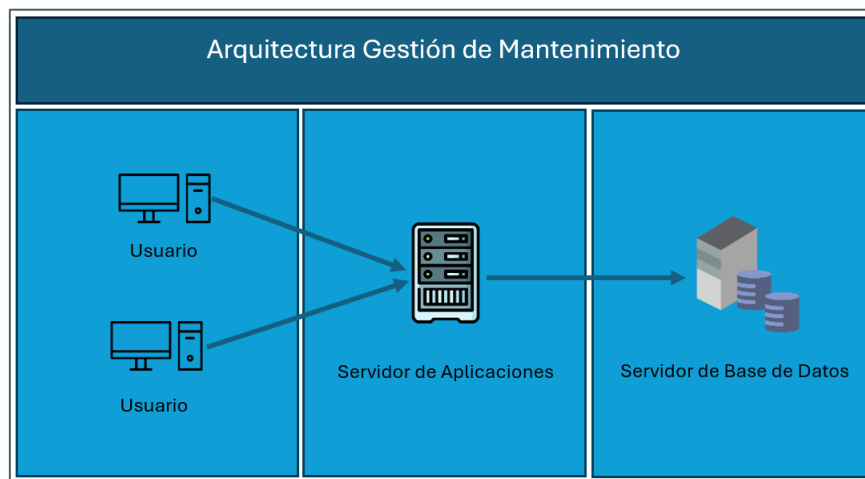 Arquitectura Gestión de Mantenimiento
Usuario
Usuario
Servidor de Aplicaciones
Servidor de Base de Datos